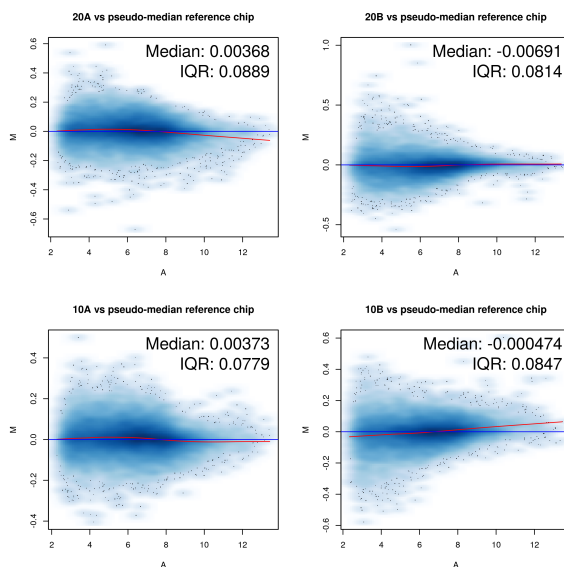 20A vs pseudo-median reference chip
Median: 0.00368
IQR: 0.0889
M
0.6
0.4
0.2
0.0
-0.2
-0.4
-0.6
2 4 6 8 10 12
A
20B vs pseudo-median reference chip
Median: -0.00691
IQR: 0.0814
M
1.0
0.5
0.0
-0.5
2 4 6 8 10 12
A
10A vs pseudo-median reference chip
Median: 0.00373
IQR: 0.0779
M
0.4
0.2
0.0
-0.2
-0.4
2 4 6 8 10 12
A
10B vs pseudo-median reference chip
Median: -0.000474
IQR: 0.0847
M
0.6
0.4
0.2
0.0
-0.2
-0.4
-0.6
2 4 6 8 10 12
A